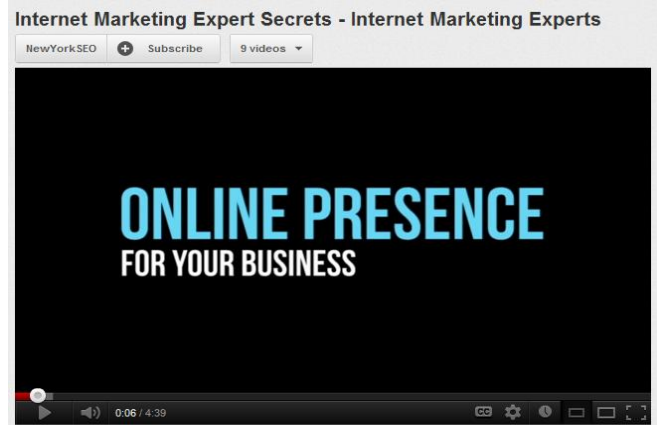 Internet Marketing Expert Secrets - Internet Marketing Experts
NewYorkSEO Subscribe 9 videos
ONLINE PRESENCE
FOR YOUR BUSINESS
0:06 / 4:39 CC